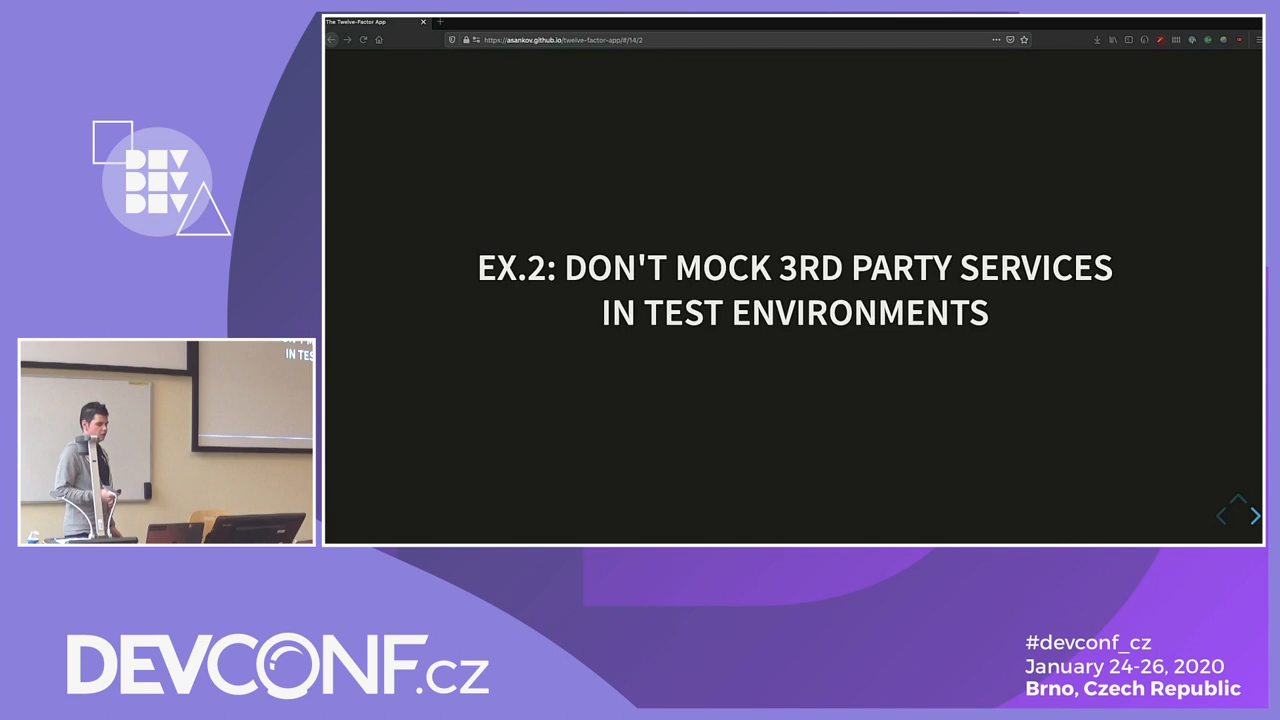 The Twelve-Factor App
https://asankov.github.io/twelve-factor-app/#/14/2
DEV
DEV
DEV
EX.2: DON'T MOCK 3RD PARTY SERVICES
IN TEST ENVIRONMENTS
IN TES
DEVCONF.cz
#devconf_cz
January 24-26, 2020
Brno, Czech Republic